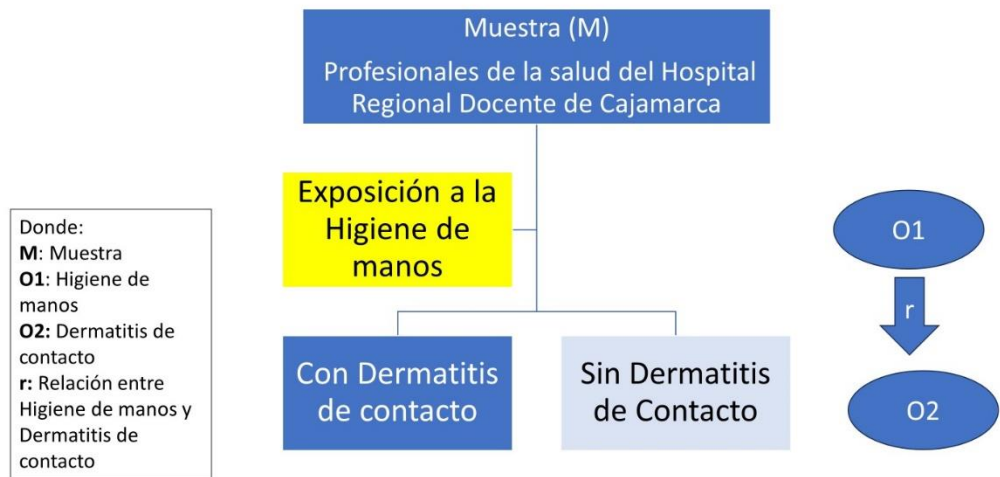 Muestra (M)
Profesionales de la salud del Hospital
Regional Docente de Cajamarca
Exposición a la
Higiene de
manos
Donde:
M: Muestra
O1: Higiene de
manos
O2: Dermatitis de
contacto
r: Relación entre
Higiene de manos y
Dermatitis de
contacto
Con Dermatitis
de contacto
Sin Dermatitis
de Contacto
O1
r
O2